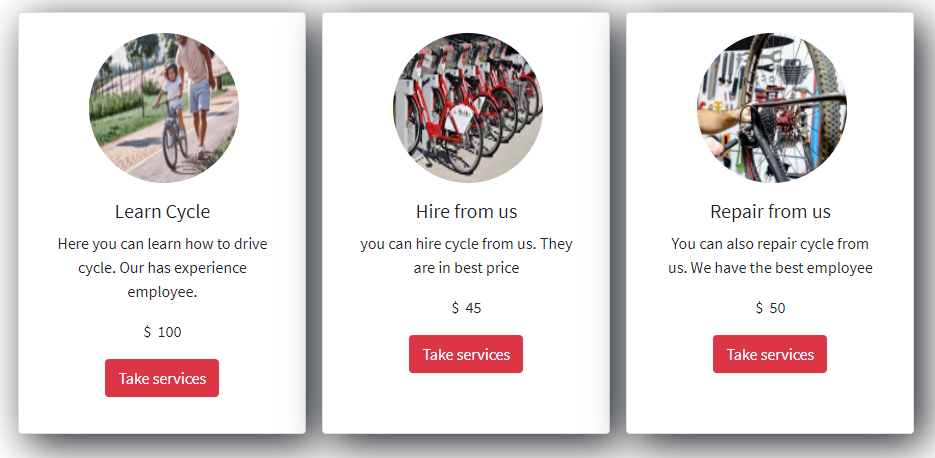 Learn Cycle
Here you can learn how to drive
cycle. Our has experience
employee.
$ 100
Take services
Hire from us
you can hire cycle from us. They
are in best price
$ 45
Take services
Repair from us
You can also repair cycle from
us. We have the best employee
$ 50
Take services